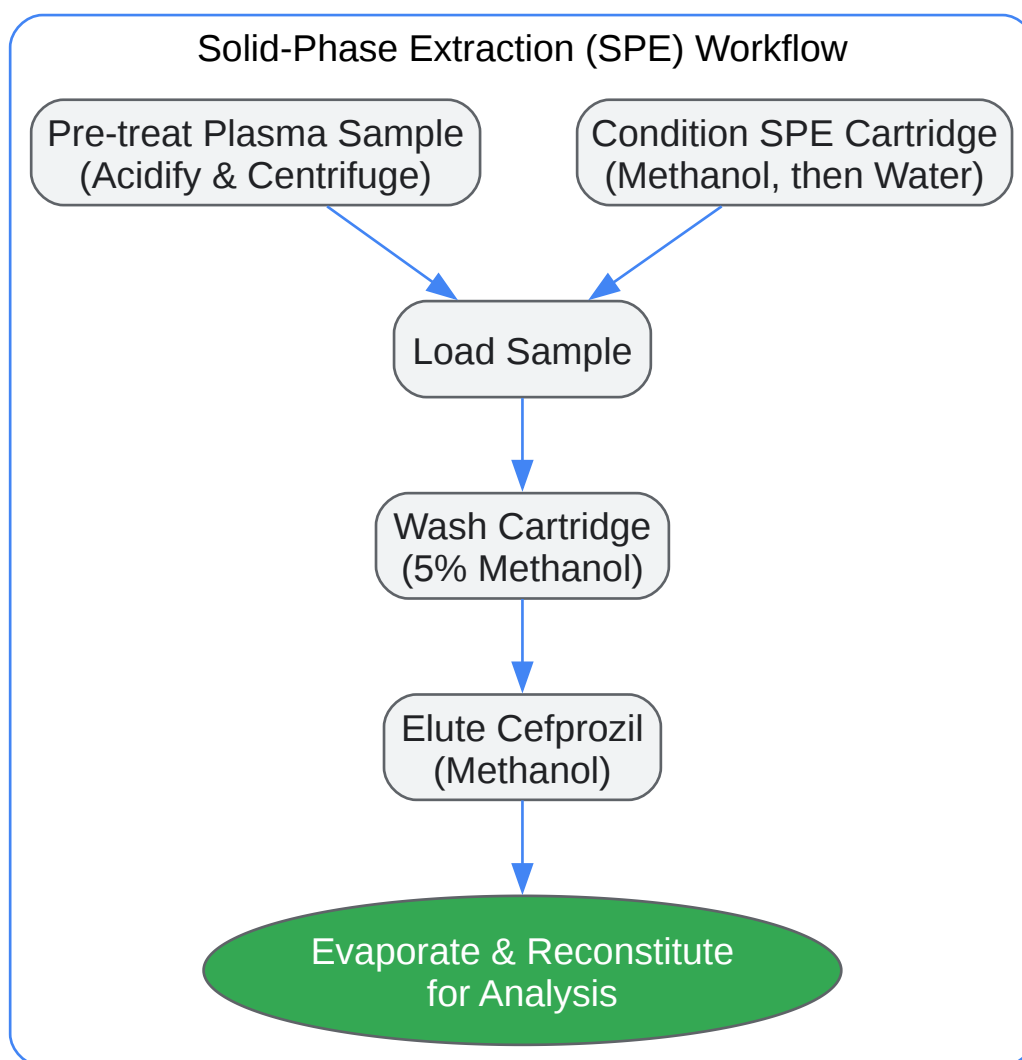 Solid-Phase Extraction (SPE) Workflow
Pre-treat Plasma Sample
(Acidify & Centrifuge)
Condition SPE Cartridge
(Methanol, then Water)
Load Sample
Wash Cartridge
(5% Methanol)
Elute Cefprozil
(Methanol)
Evaporate & Reconstitute
for Analysis